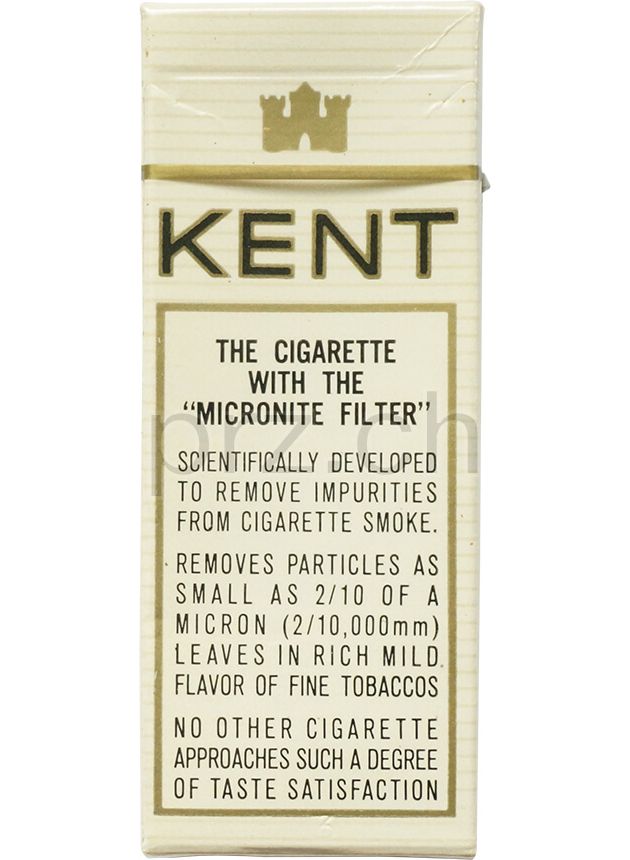 KENT
THE CIGARETTE
WITH THE
"MICRONITE FILTER"
prz.ch
SCIENTIFICALLY DEVELOPED
TO REMOVE IMPURITIES
FROM CIGARETTE SMOKE.
REMOVES PARTICLES AS
SMALL AS 2/10 OF A
MICRON (2/10,000mm)
LEAVES IN RICH MILD
FLAVOR OF FINE TOBACCOS
NO OTHER CIGARETTE
APPROACHES SUCH A DEGREE
OF TASTE SATISFACTION